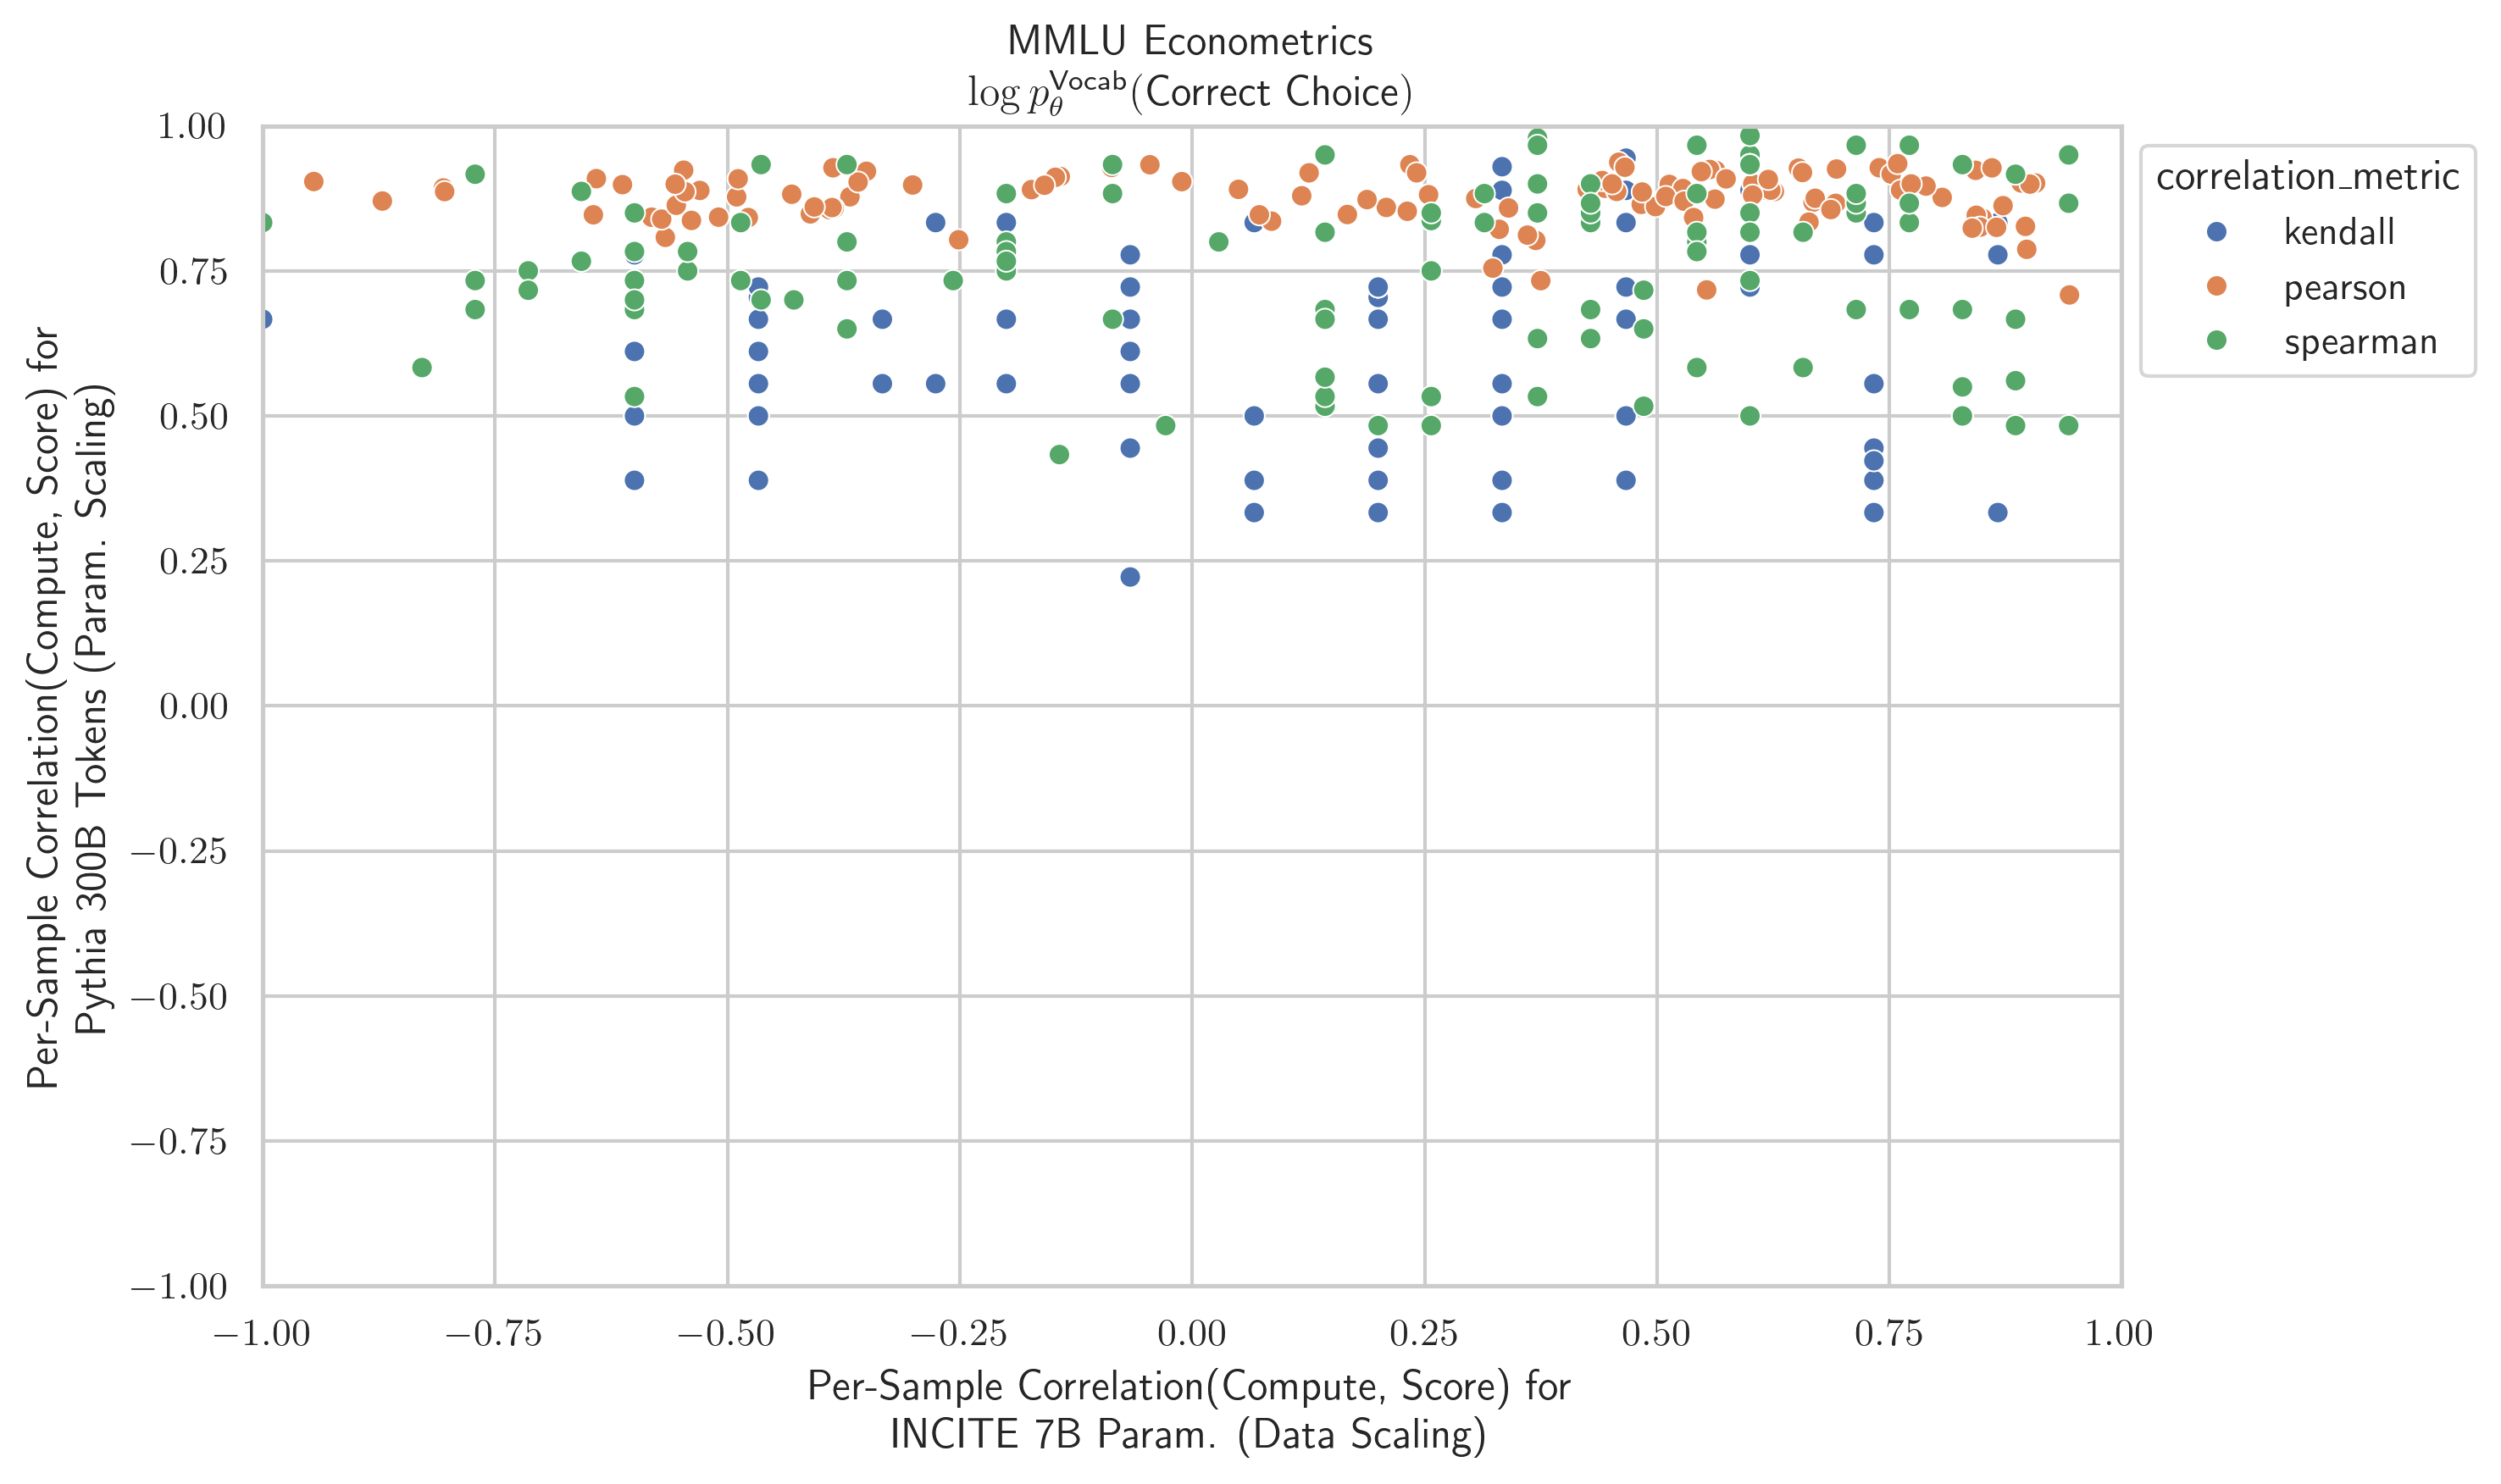 MMLU Econometrics
log p_θ^Vocab(Correct Choice)
Per-Sample Correlation(Compute, Score) for
Pythia 300B Tokens (Param. Scaling)
1.00
0.75
0.50
0.25
0.00
−0.25
−0.50
−0.75
−1.00
−1.00 −0.75 −0.50 −0.25 0.00 0.25 0.50 0.75 1.00
Per-Sample Correlation(Compute, Score) for
INCITE 7B Param. (Data Scaling)
correlation_metric
kendall
pearson
spearman